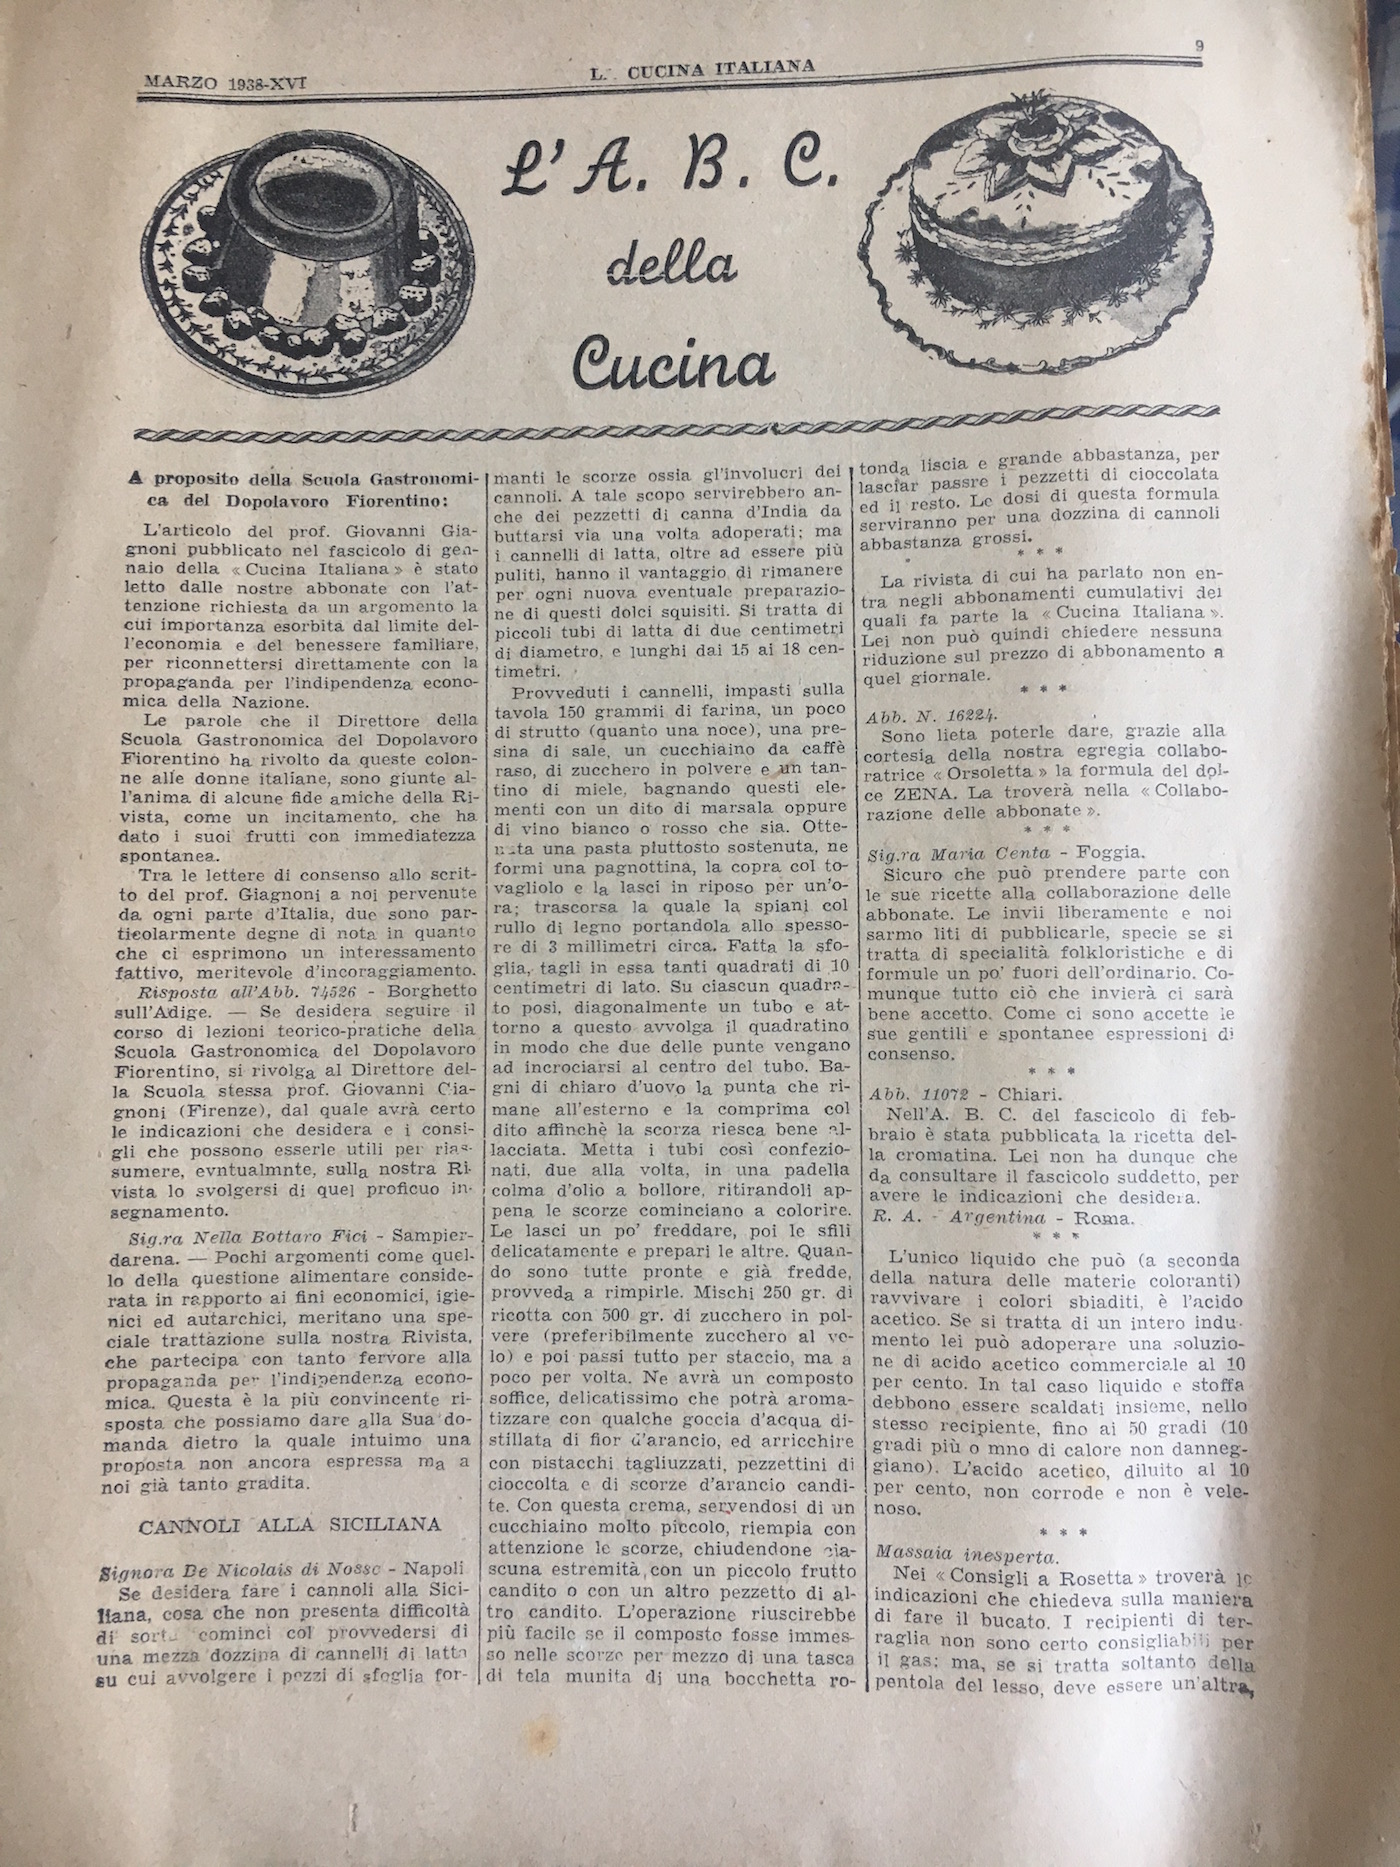 MARZO 1938-XVI
L. CUCINA ITALIANA
9
L' A. B. C.
della
Cucina
A proposito della Scuola Gastronomi-
ca del Dopolavoro Fiorentino:
L'articolo del prof. Giovanni Gia-
gnoni pubblicato nel fascicolo di gen-
naio della « Cucina Italiana » è stato
letto dalle nostre abbonate con l'at-
tenzione richiesta da un argomento la
cui importanza esorbita dal limite del-
l'economia e del benessere familiare,
per riconnettersi direttamente con la
propaganda per l'indipendenza econo-
mica della Nazione.
Le parole che il Direttore della
Scuola Gastronomica del Dopolavoro
Fiorentino ha rivolto da queste colon-
ne alle donne italiane, sono giunte al-
l'anima di alcune fide amiche della Ri-
vista, come un incitamento, che ha
dato i suoi frutti con immediatezza
spontanea.
Tra le lettere di consenso allo scrit-
to del prof. Giagnoni a noi pervenute
da ogni parte d'Italia, due sono par-
ticolarmente degne di nota in quanto
che ci esprimono un interessamento
fattivo, meritevole d'incoraggiamento.
Risposta all'Abb. 74526 - Borghetto
sull'Adige. — Se desidera seguire il
corso di lezioni teorico-pratiche della
Scuola Gastronomica del Dopolavoro
Fiorentino, si rivolga al Direttore del-
la Scuola stessa prof. Giovanni Gia-
gnoni (Firenze), dal quale avrà certo
le indicazioni che desidera e i consi-
gli che possono esserle utili per rias-
sumere, evntualmnte, sulla nostra Ri-
vista lo svolgersi di quel proficuo in-
segnamento.
Sig.ra Nella Bottaro Fici - Sampier-
darena. — Pochi argomenti come quel-
lo della questione alimentare conside-
rata in rapporto ai fini economici, igie-
nici ed autarchici, meritano una spe-
ciale trattazione sulla nostra Rivista,
che partecipa con tanto fervore alla
propaganda per l'indipendenza econo-
mica. Questa è la più convincente ri-
sposta che possiamo dare alla Sua do-
manda dietro la quale intuimo una
proposta non ancora espressa ma a
noi già tanto gradita.
CANNOLI ALLA SICILIANA
Signora De Nicolais di Nosse - Napoli
Se desidera fare i cannoli alla Sici-
liana, cosa che non presenta difficoltà
di sorta cominci col provvedersi di
una mezza dozzina di cannelli di latta
su cui avvolgere i pezzi di sfoglia for-
manti le scorze ossia gl'involucri dei
cannoli. A tale scopo servirebbero an-
che dei pezzetti di canna d'India da
buttarsi via una volta adoperati; ma
i cannelli di latta, oltre ad essere più
puliti, hanno il vantaggio di rimanere
per ogni nuova eventuale preparazio-
ne di questi dolci squisiti. Si tratta di
piccoli tubi di latta di due centimetri
di diametro, e lunghi dai 15 ai 18 cen-
timetri.
Provveduti i cannelli, impasti sulla
tavola 150 grammi di farina, un poco
di strutto (quanto una noce), una pre-
sina di sale, un cucchiaino da caffè
raso, di zucchero in polvere e un tan-
tino di miele, bagnando questi ele-
menti con un dito di marsala oppure
di vino bianco o rosso che sia. Otte-
nuta una pasta piuttosto sostenuta, ne
formi una pagnottina, la copra col to-
vagliolo e la lasci in riposo per un'o-
ra; trascorsa la quale la spiani col
rullo di legno portandola allo spesso-
re di 3 millimetri circa. Fatta la sfo-
glia, tagli in essa tanti quadrati di 10
centimetri di lato. Su ciascun quadra-
to posi, diagonalmente un tubo e at-
torno a questo avvolga il quadratino
in modo che due delle punte vengano
ad incrociarsi al centro del tubo. Ba-
gni di chiaro d'uovo la punta che ri-
mane all'esterno e la comprima col
dito affinchè la scorza riesca bene al-
lacciata. Metta i tubi così confezio-
nati, due alla volta, in una padella
colma d'olio a bollore, ritirandoli ap-
pena le scorze cominciano a colorire.
Le lasci un po' freddare, poi le sfili
delicatamente e prepari le altre. Quan-
do sono tutte pronte e già fredde,
provveda a rimpirle. Mischi 250 gr. di
ricotta con 500 gr. di zucchero in pol-
vere (preferibilmente zucchero al ve-
lo) e poi passi tutto per staccio, ma a
poco per volta. Ne avrà un composto
soffice, delicatissimo che potrà aroma-
tizzare con qualche goccia d'acqua di-
stillata di fior d'arancio, ed arricchire
con pistacchi tagliuzzati, pezzettini di
cioccolta e di scorze d'arancio candi-
te. Con questa crema, servendosi di un
cucchiaino molto piccolo, riempia con
attenzione le scorze, chiudendone cia-
scuna estremità con un piccolo frutto
candito o con un altro pezzetto di al-
tro candito. L'operazione riuscirebbe
più facile se il composto fosse immes-
so nelle scorze per mezzo di una tasca
di tela munita di una bocchetta ro-
tonda liscia e grande abbastanza, per
lasciar passre i pezzetti di cioccolata
ed il resto. Le dosi di questa formula
serviranno per una dozzina di cannoli
abbastanza grossi.
* * *
La rivista di cui ha parlato non en-
tra negli abbonamenti cumulativi dei
quali fa parte la « Cucina Italiana ».
Lei non può quindi chiedere nessuna
riduzione sul prezzo di abbonamento a
quel giornale.
* * *
Abb. N. 16224.
Sono lieta poterle dare, grazie alla
cortesia della nostra egregia collabo-
ratrice « Orsoletta » la formula del dol-
ce ZENA. La troverà nella « Collabo-
razione delle abbonate ».
* * *
Sig.ra Maria Centa - Foggia.
Sicuro che può prendere parte con
le sue ricette alla collaborazione delle
abbonate. Le invii liberamente e noi
sarmo liti di pubblicarle, specie se si
tratta di specialità folkloristiche e di
formule un po' fuori dell'ordinario. Co-
munque tutto ciò che invierà ci sarà
bene accetto. Come ci sono accette le
sue gentili e spontanee espressioni di
consenso.
* * *
Abb. 11072 - Chiari.
Nell'A. B. C. del fascicolo di feb-
braio è stata pubblicata la ricetta del-
la cromatina. Lei non ha dunque che
da consultare il fascicolo suddetto, per
avere le indicazioni che desidera.
R. A. - Argentina - Roma.
* * *
L'unico liquido che può (a seconda
della natura delle materie coloranti)
ravvivare i colori sbiaditi, è l'acido
acetico. Se si tratta di un intero indu-
mento lei può adoperare una soluzio-
ne di acido acetico commerciale al 10
per cento. In tal caso liquido e stoffa
debbono essere scaldati insieme, nello
stesso recipiente, fino ai 50 gradi (10
gradi più o mno di calore non danneg-
giano). L'acido acetico, diluito al 10
per cento, non corrode e non è vele-
noso.
* * *
Massaia inesperta.
Nei « Consigli a Rosetta » troverà le
indicazioni che chiedeva sulla maniera
di fare il bucato. I recipienti di ter-
raglia non sono certo consigliabili per
il gas; ma, se si tratta soltanto della
pentola del lesso, deve essere un'altra,